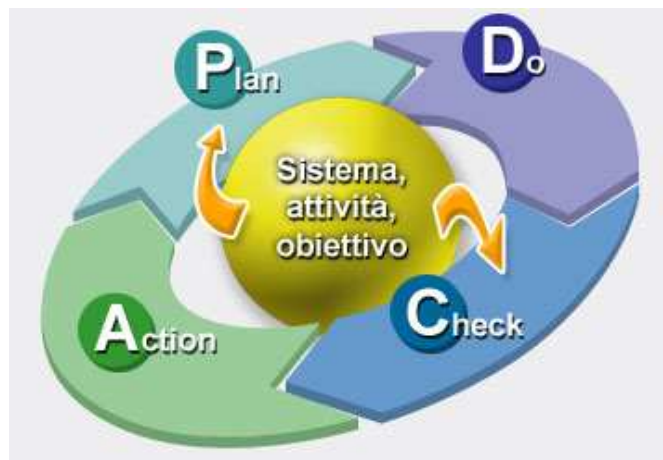 Plan
Do
Sistema,
attività,
obiettivo
Check
Action